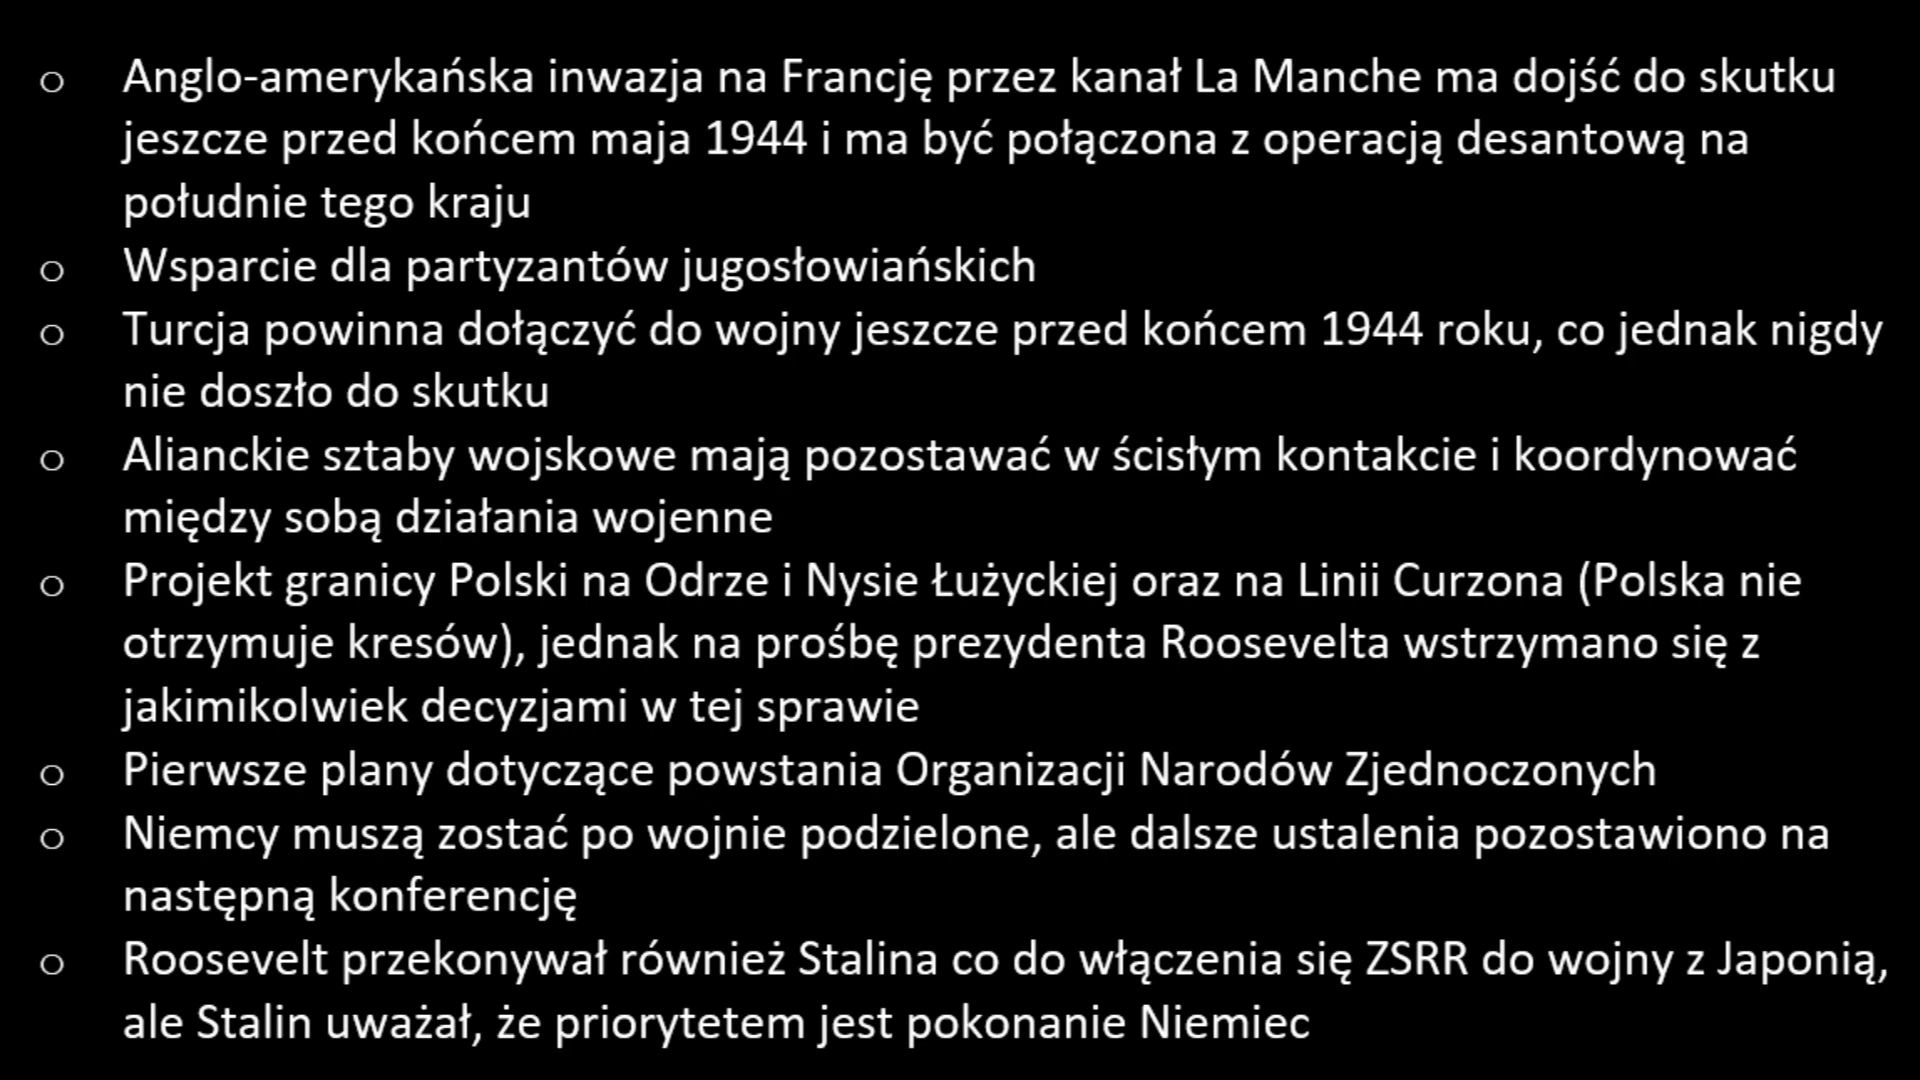 o Anglo-amerykańska inwazja na Francję przez kanał La Manche ma dojść do skutku
jeszcze przed końcem maja 1944 i ma być połączona z operacją desantową na
południe tego kraju
o Wsparcie dla partyzantów jugosłowiańskich
o Turcja powinna dołączyć do wojny jeszcze przed końcem 1944 roku, co jednak nigdy
nie doszło do skutku
o Alianckie sztaby wojskowe mają pozostawać w ścisłym kontakcie i koordynować
między sobą działania wojenne
o Projekt granicy Polski na Odrze i Nysie Łużyckiej oraz na Linii Curzona (Polska nie
otrzymuje kresów), jednak na prośbę prezydenta Roosevelta wstrzymano się z
jakimikolwiek decyzjami w tej sprawie
o Pierwsze plany dotyczące powstania Organizacji Narodów Zjednoczonych
o Niemcy muszą zostać po wojnie podzielone, ale dalsze ustalenia pozostawiono na
następną konferencję
o Roosevelt przekonywał również Stalina co do włączenia się ZSRR do wojny z Japonią,
ale Stalin uważał, że priorytetem jest pokonanie Niemiec